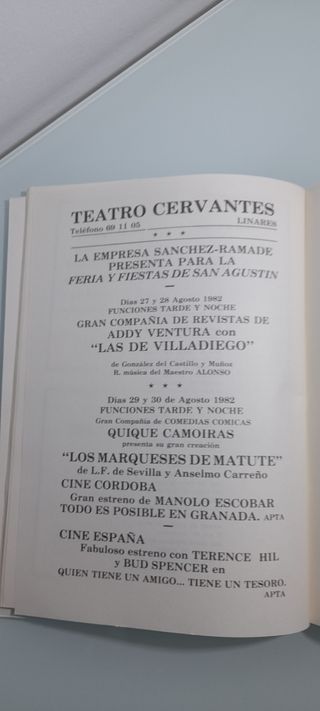 TEATRO CERVANTES
Teléfono 69 11 05 LINARES
* * *
LA EMPRESA SANCHEZ-RAMADE
PRESENTA PARA LA
FERIA Y FIESTAS DE SAN AGUSTIN
—
Dias 27 y 28 Agosto 1982
FUNCIONES TARDE Y NOCHE
GRAN COMPAÑIA DE REVISTAS DE
ADDY VENTURA con
"LAS DE VILLADIEGO"
de González del Castillo y Muñoz
R. música del Maestro ALONSO
* * *
Dias 29 y 30 de Agosto 1982
FUNCIONES TARDE Y NOCHE
Gran Compañía de COMEDIAS COMICAS
QUIQUE CAMOIRAS
presenta su gran creación
"LOS MARQUESES DE MATUTE"
de L.F. de Sevilla y Anselmo Carreño
CINE CORDOBA
Gran estreno de MANOLO ESCOBAR
TODO ES POSIBLE EN GRANADA. APTA
—
CINE ESPAÑA
Fabuloso estreno con TERENCE HIL
y BUD SPENCER en
QUIEN TIENE UN AMIGO... TIENE UN TESORO.
APTA